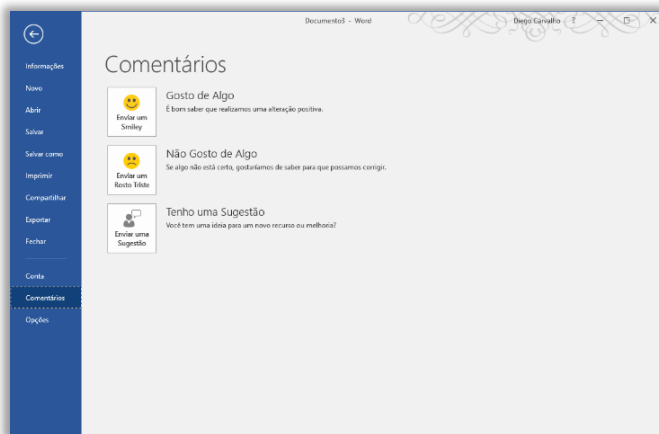 Documento3 - Word
Diego Carvalho
?
Informações
Novo
Abrir
Salvar
Salvar como
Imprimir
Compartilhar
Exportar
Fechar
Conta
Comentários
Opções
Comentários
Enviar um
Smiley
Gosto de Algo
É bom saber que realizamos uma alteração positiva.
Enviar um
Rosto Triste
Não Gosto de Algo
Se algo não está certo, gostaríamos de saber para que possamos corrigir.
Enviar uma
Sugestão
Tenho uma Sugestão
Você tem uma ideia para um novo recurso ou melhoria?